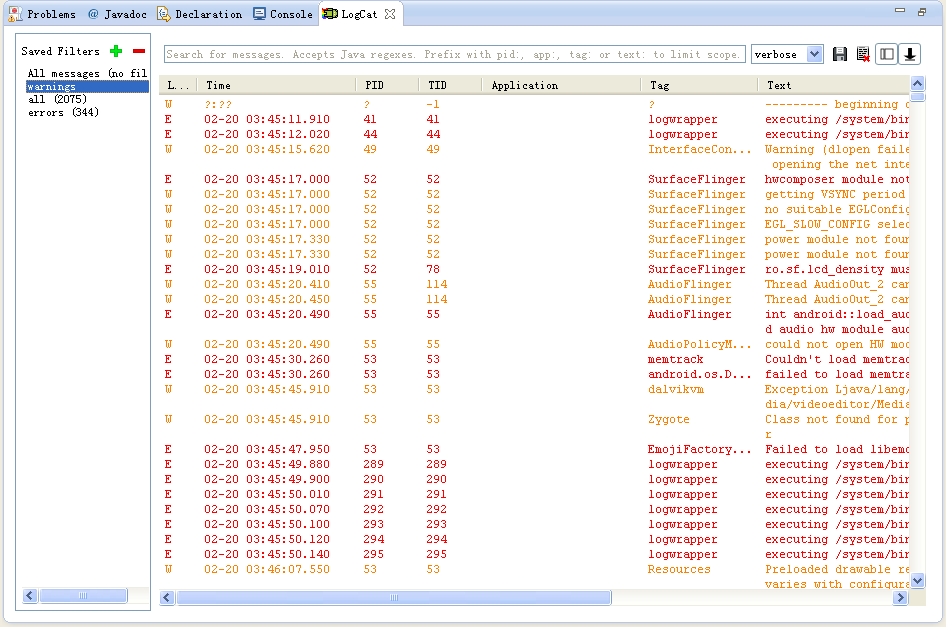 Problems @ Javadoc Declaration Console LogCat
Saved Filters
All messages (no fil
warnings
all (2075)
errors (344)
Search for messages. Accepts Java regexes. Prefix with pid:, app:, tag: or text: to limit scope. verbose
L... Time PID TID Application Tag Text
W ?:?? ? -1 ? --------- beginning o
E 02-20 03:45:11.910 41 41 logwrapper executing /system/bin
E 02-20 03:45:12.020 44 44 logwrapper executing /system/bin
W 02-20 03:45:15.620 49 49 InterfaceCon... Warning (dlopen faile
opening the net inte
E 02-20 03:45:17.000 52 52 SurfaceFlinger hwcomposer module not
W 02-20 03:45:17.000 52 52 SurfaceFlinger getting VSYNC period
W 02-20 03:45:17.000 52 52 SurfaceFlinger no suitable EGLConfig
W 02-20 03:45:17.000 52 52 SurfaceFlinger EGL_SLOW_CONFIG selec
W 02-20 03:45:17.330 52 52 SurfaceFlinger power module not foun
W 02-20 03:45:17.330 52 52 SurfaceFlinger power module not foun
E 02-20 03:45:19.010 52 78 SurfaceFlinger ro.sf.lcd_density mus
W 02-20 03:45:20.410 55 114 AudioFlinger Thread AudioOut_2 can
W 02-20 03:45:20.450 55 114 AudioFlinger Thread AudioOut_2 can
E 02-20 03:45:20.490 55 55 AudioFlinger int android::load_aud
d audio hw module aud
W 02-20 03:45:20.490 55 55 AudioPolicyM... could not open HW mod
E 02-20 03:45:30.260 53 53 memtrack Couldn't load memtrac
E 02-20 03:45:30.260 53 53 android.os.D... failed to load memtra
W 02-20 03:45:45.910 53 53 dalvikvm Exception Ljava/lang/
dia/videoeditor/Media
W 02-20 03:45:45.910 53 53 Zygote Class not found for p
r
E 02-20 03:45:47.950 53 53 EmojiFactory... Failed to load libemo
E 02-20 03:45:49.880 289 289 logwrapper executing /system/bin
E 02-20 03:45:49.900 290 290 logwrapper executing /system/bin
E 02-20 03:45:50.010 291 291 logwrapper executing /system/bin
E 02-20 03:45:50.070 292 292 logwrapper executing /system/bin
E 02-20 03:45:50.100 293 293 logwrapper executing /system/bin
E 02-20 03:45:50.120 294 294 logwrapper executing /system/bin
E 02-20 03:45:50.140 295 295 logwrapper executing /system/bin
W 02-20 03:46:07.550 53 53 Resources Preloaded drawable re
varies with configura